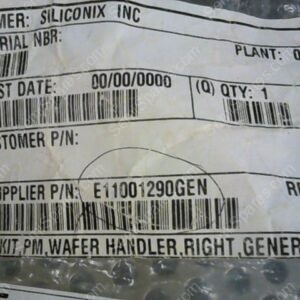 MER: SILICONIX INC
RIAL NBR:
PLANT: 0
ST DATE: 00/00/0000
(Q) QTY: 1
STOMER P/N:
PPLIER P/N: E11001290GEN
KIT,PM,WAFER HANDLER,RIGHT,GENER